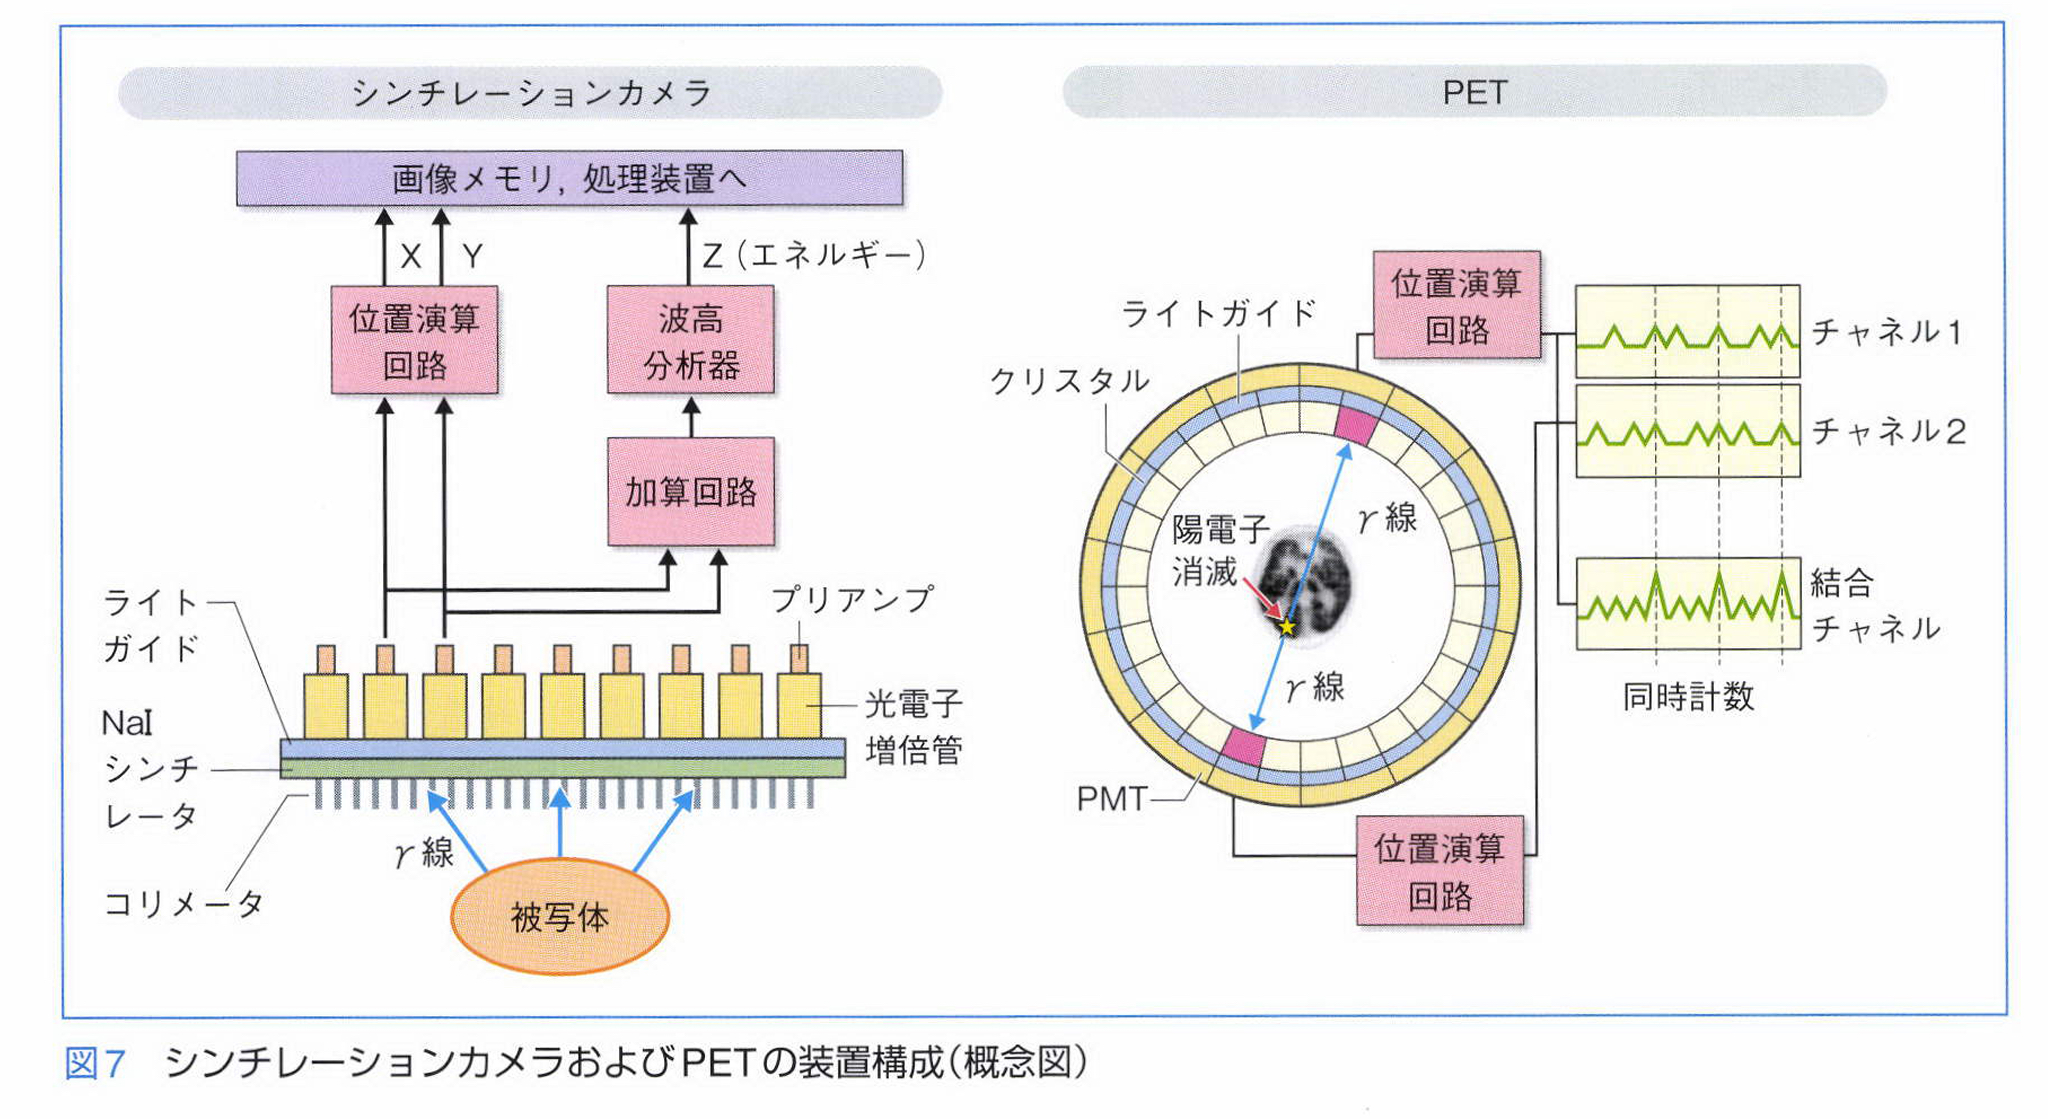 シンチレーションカメラ
画像メモリ, 処理装置へ
X
Y
Z（エネルギー）
位置演算
回路
波高
分析器
加算回路
ライト
ガイド
プリアンプ
NaI
シンチ
レータ
光電子
増倍管
コリメータ
γ線
被写体
PET
位置演算
回路
ライトガイド
クリスタル
チャネル1
チャネル2
陽電子
消滅
γ線
γ線
結合
チャネル
同時計数
PMT
位置演算
回路
図7 シンチレーションカメラおよびPETの装置構成（概念図）